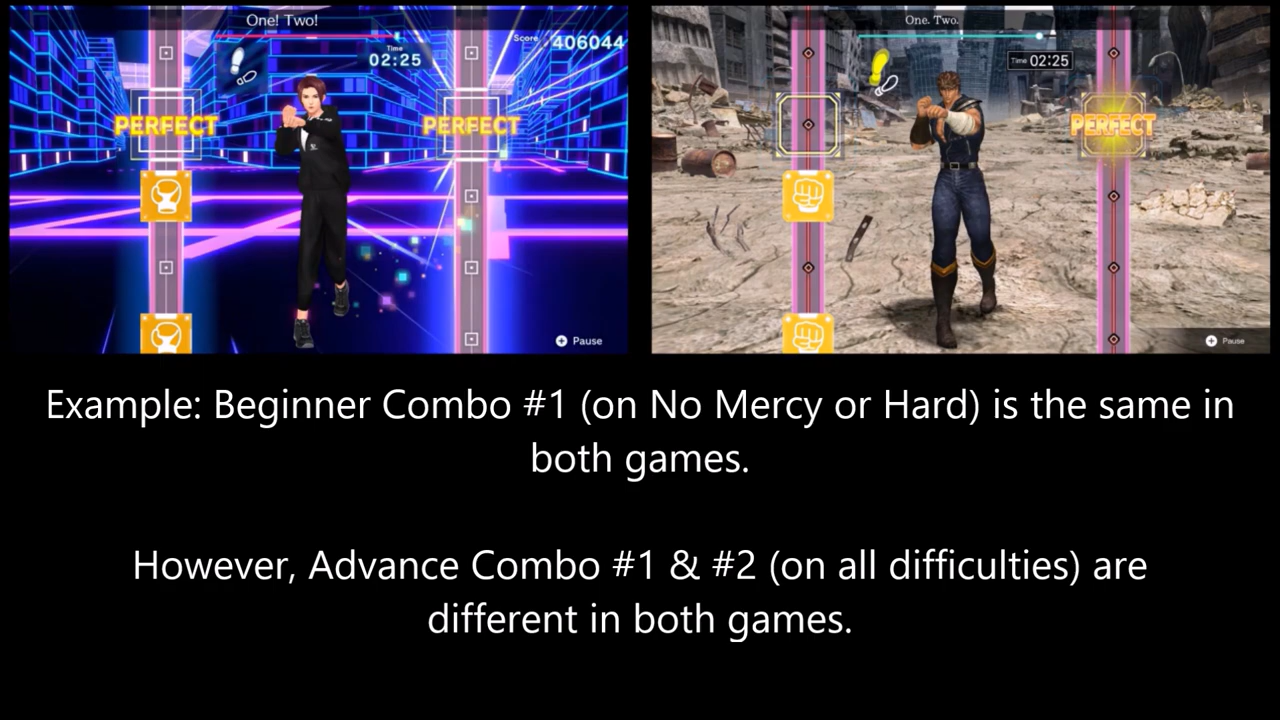 One! Two!
Score 406044
Time
02:25
PERFECT
PERFECT
Pause
One. Two.
Time 02:25
PERFECT
Pause
Example: Beginner Combo #1 (on No Mercy or Hard) is the same in
both games.
However, Advance Combo #1 & #2 (on all difficulties) are
different in both games.